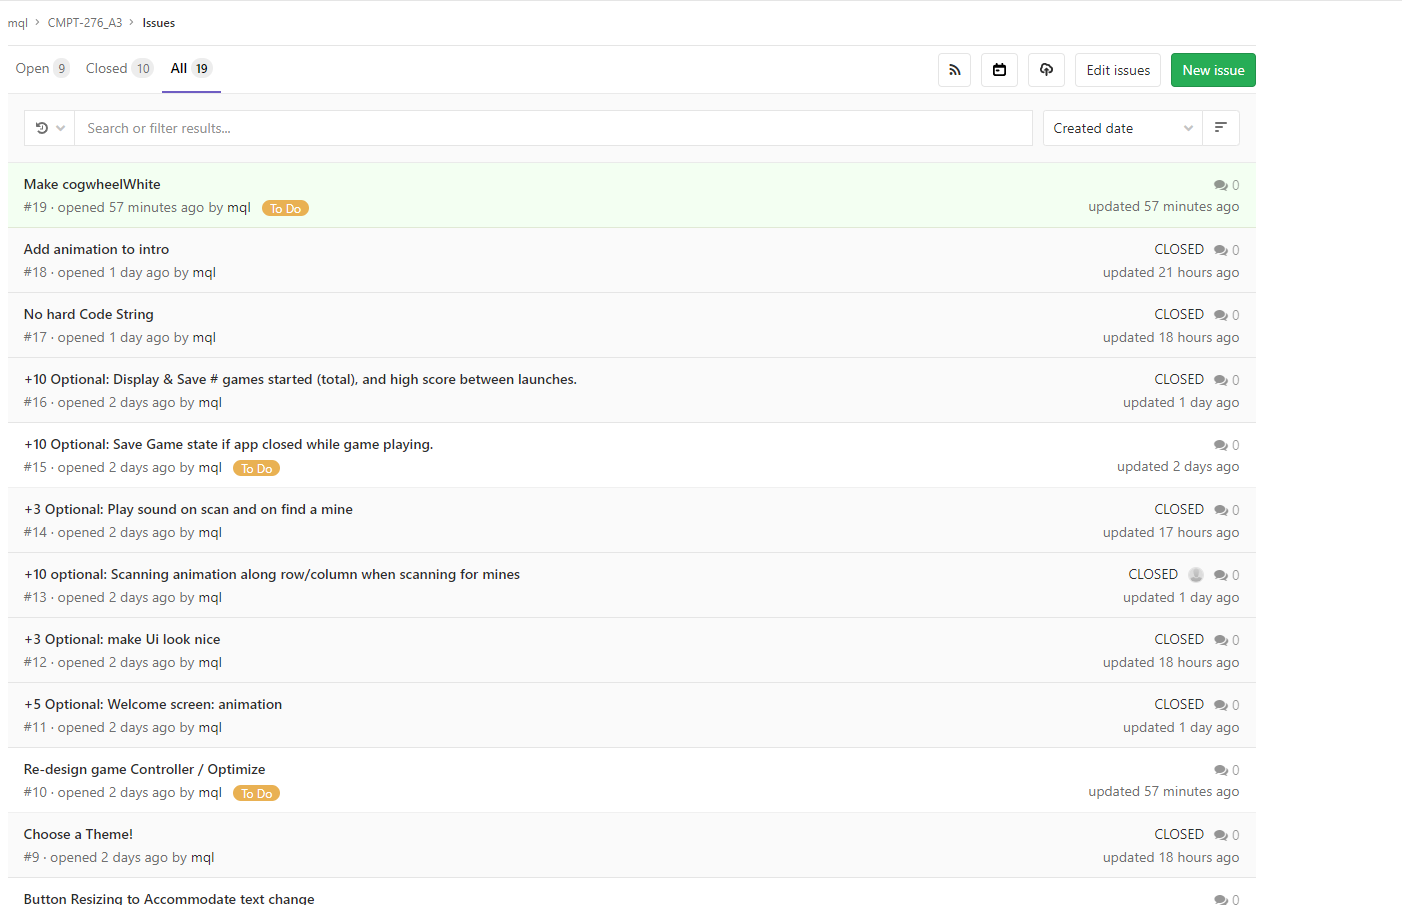 mql > CMPT-276_A3 > Issues
Open 9 Closed 10 All 19 Edit issues New issue
Search or filter results... Created date
Make cogwheelWhite 0
#19 · opened 57 minutes ago by mql To Do updated 57 minutes ago
Add animation to intro CLOSED 0
#18 · opened 1 day ago by mql updated 21 hours ago
No hard Code String CLOSED 0
#17 · opened 1 day ago by mql updated 18 hours ago
+10 Optional: Display & Save # games started (total), and high score between launches. CLOSED 0
#16 · opened 2 days ago by mql updated 1 day ago
+10 Optional: Save Game state if app closed while game playing. 0
#15 · opened 2 days ago by mql To Do updated 2 days ago
+3 Optional: Play sound on scan and on find a mine CLOSED 0
#14 · opened 2 days ago by mql updated 17 hours ago
+10 optional: Scanning animation along row/column when scanning for mines CLOSED 0
#13 · opened 2 days ago by mql updated 1 day ago
+3 Optional: make Ui look nice CLOSED 0
#12 · opened 2 days ago by mql updated 18 hours ago
+5 Optional: Welcome screen: animation CLOSED 0
#11 · opened 2 days ago by mql updated 1 day ago
Re-design game Controller / Optimize 0
#10 · opened 2 days ago by mql To Do updated 57 minutes ago
Choose a Theme! CLOSED 0
#9 · opened 2 days ago by mql updated 18 hours ago
Button Resizing to Accommodate text change 0